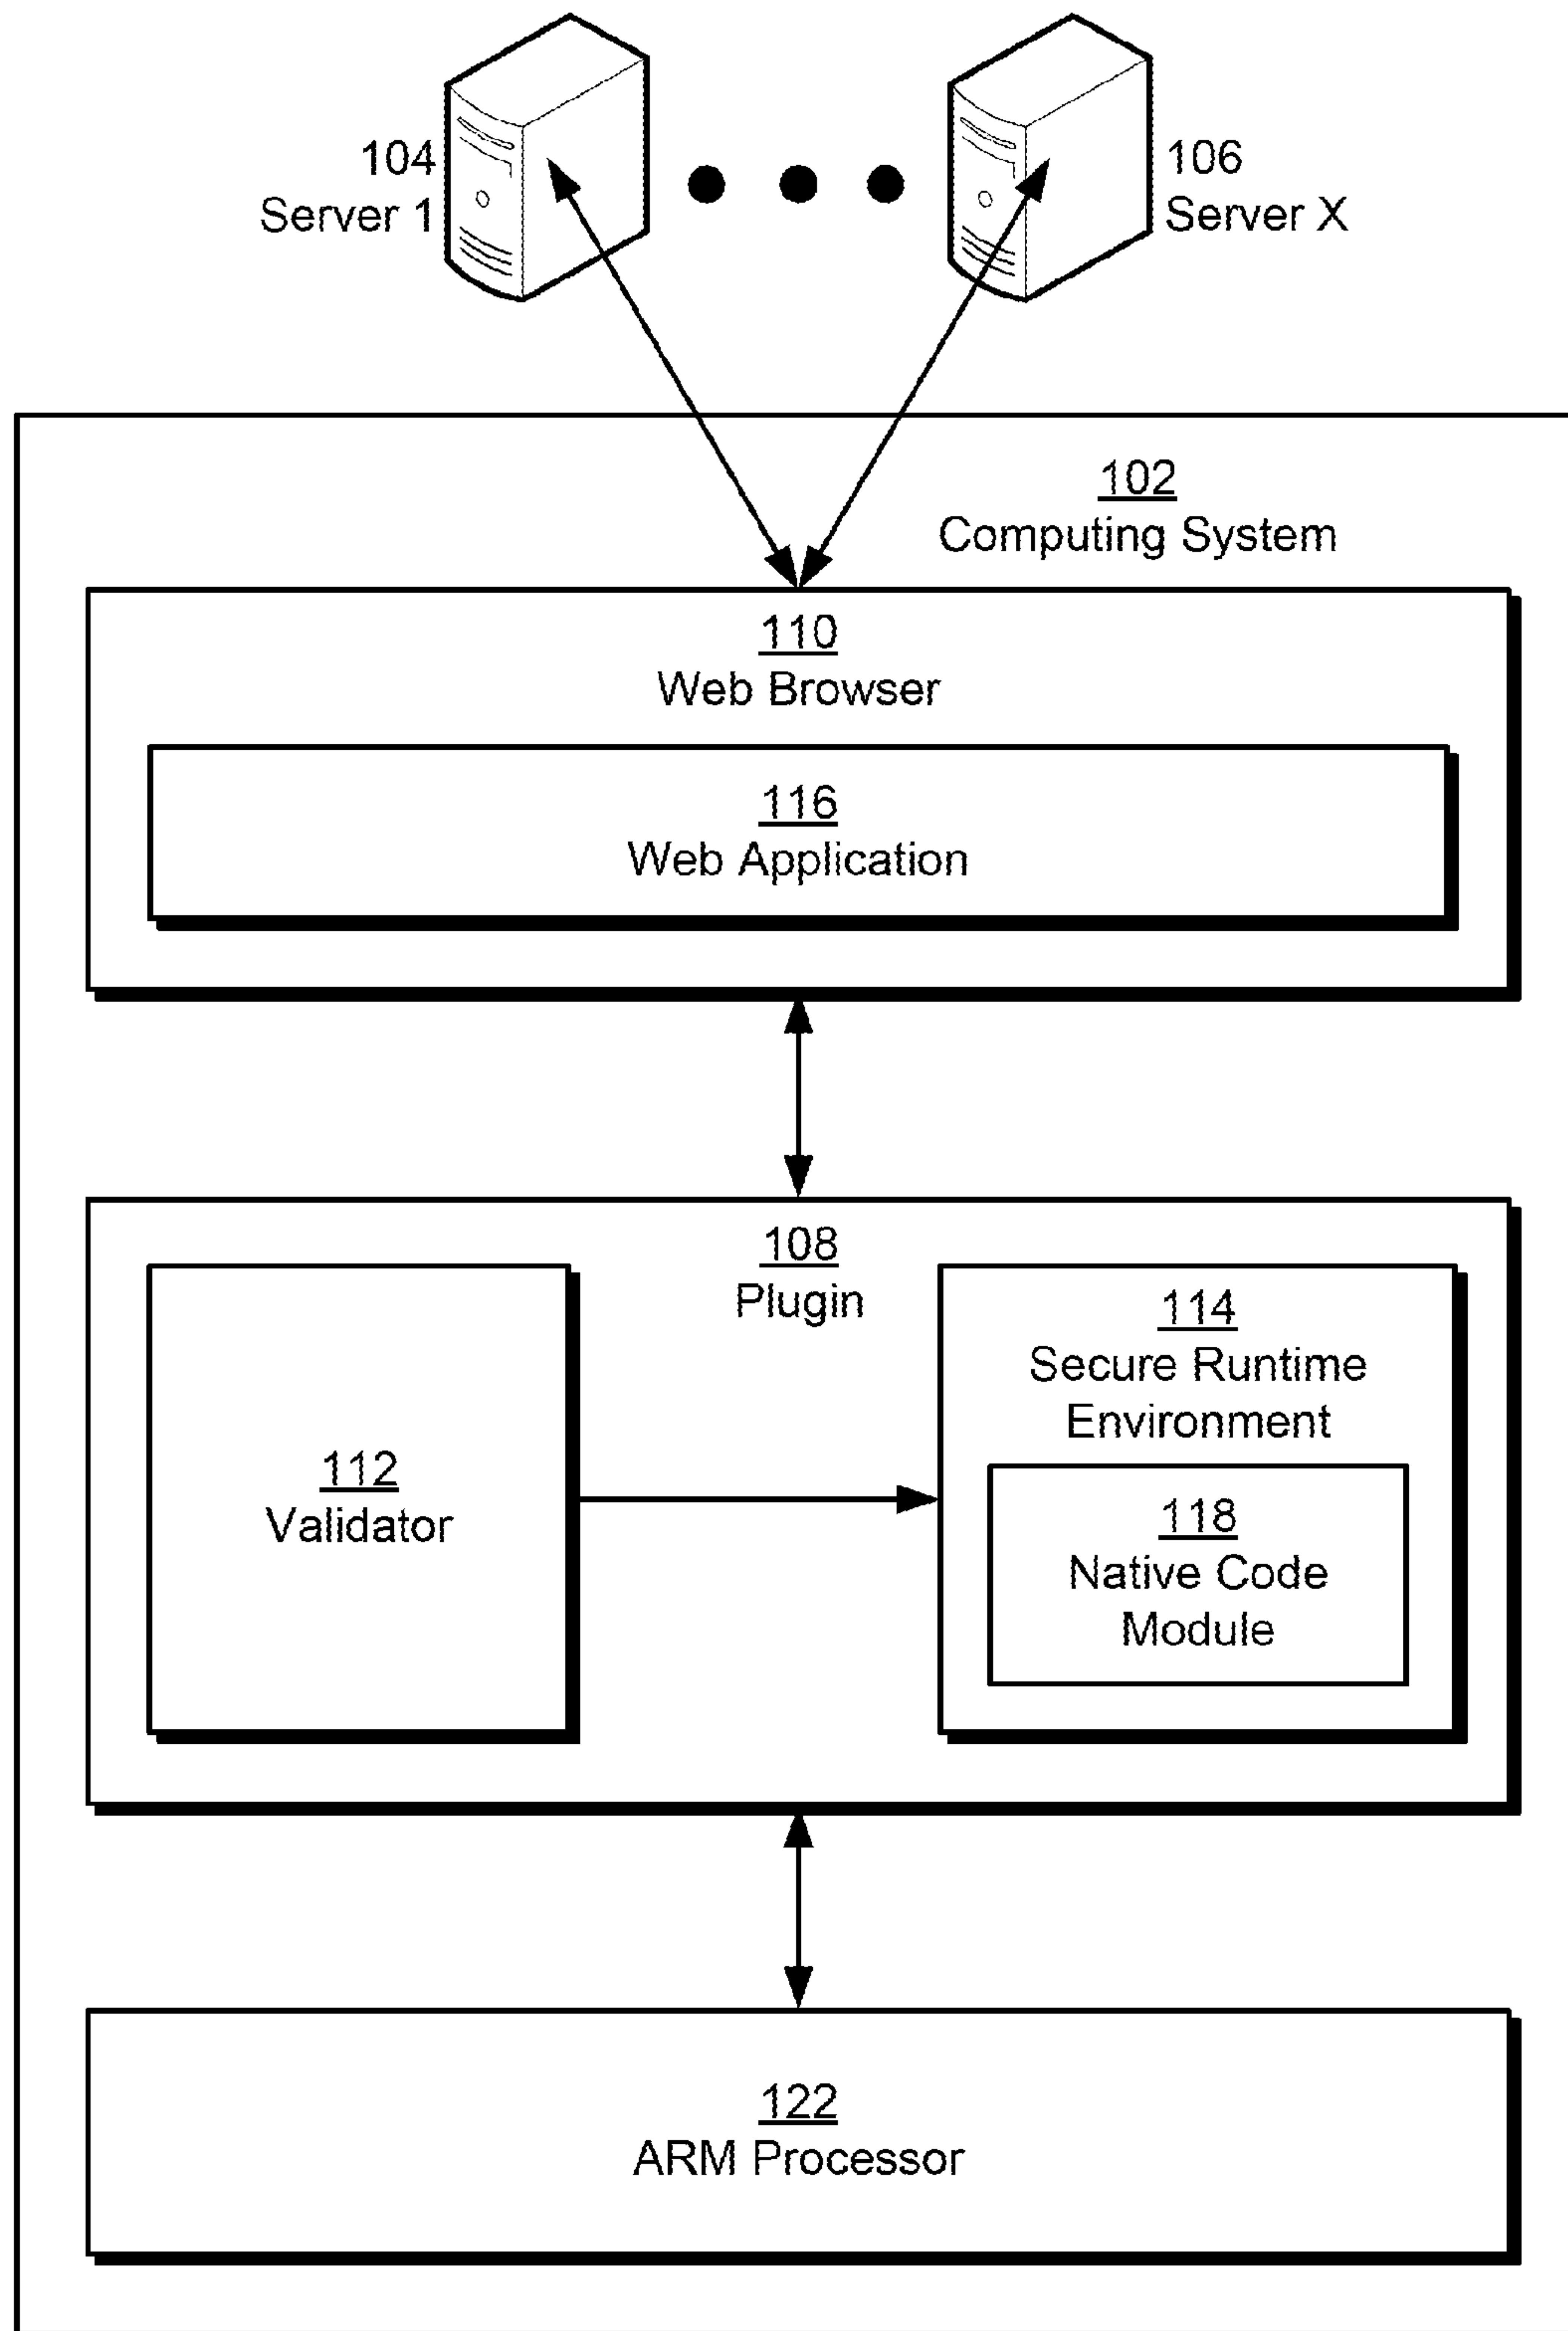 104
Server 1
106
Server X
102
Computing System
110
Web Browser
116
Web Application
108
Plugin
112
Validator
114
Secure Runtime
Environment
118
Native Code
Module
122
ARM Processor